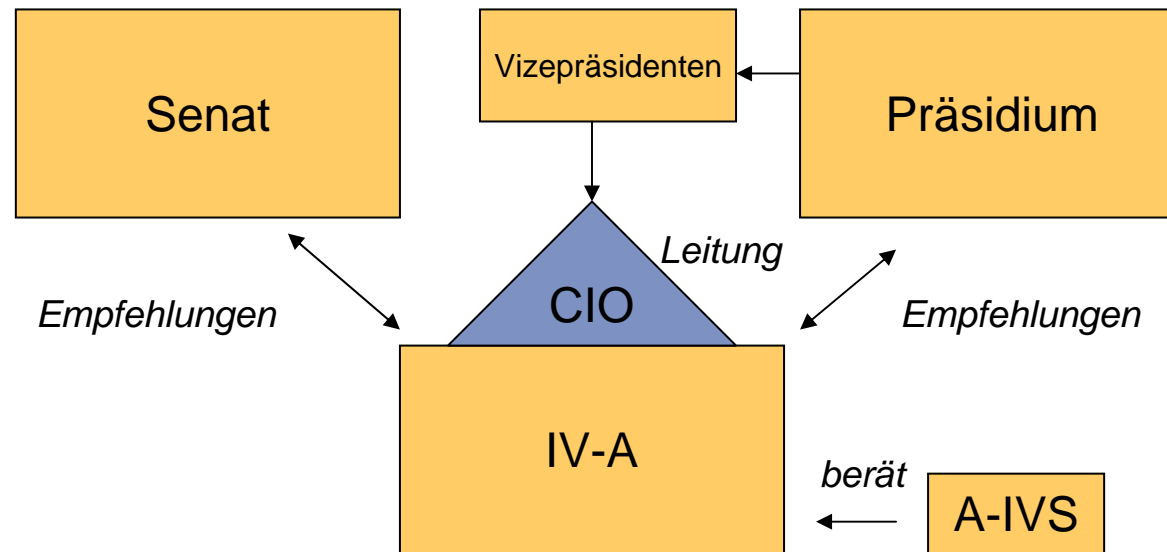 Senat
Vizepräsidenten
Präsidium
Leitung
Empfehlungen
CIO
Empfehlungen
IV-A
berät
A-IVS